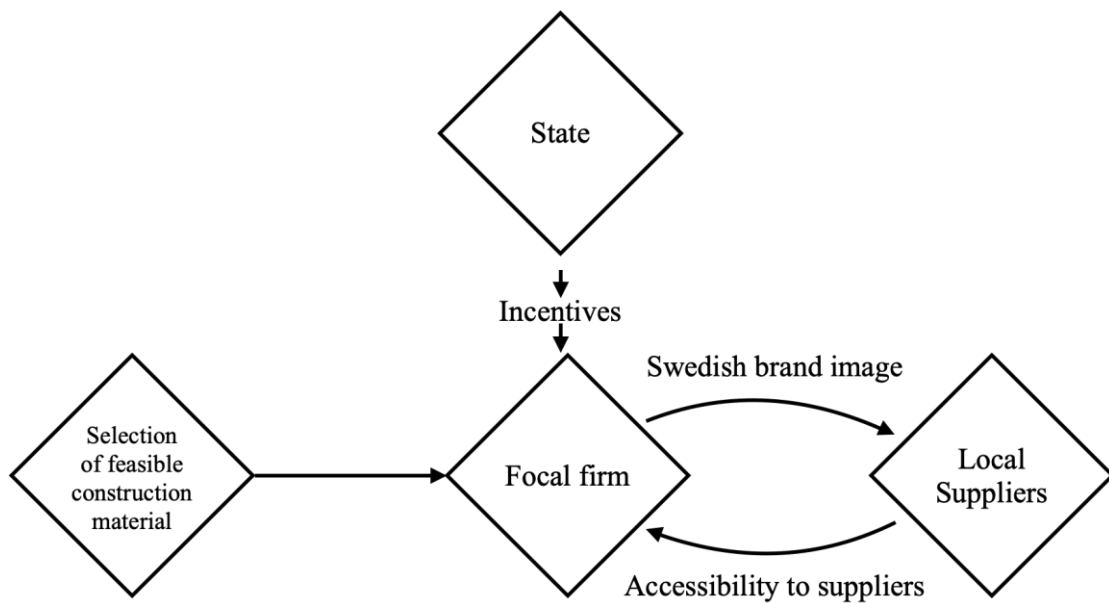 State
Incentives
Swedish brand image
Selection
of feasible
construction
material
Focal firm
Local
Suppliers
Accessibility to suppliers